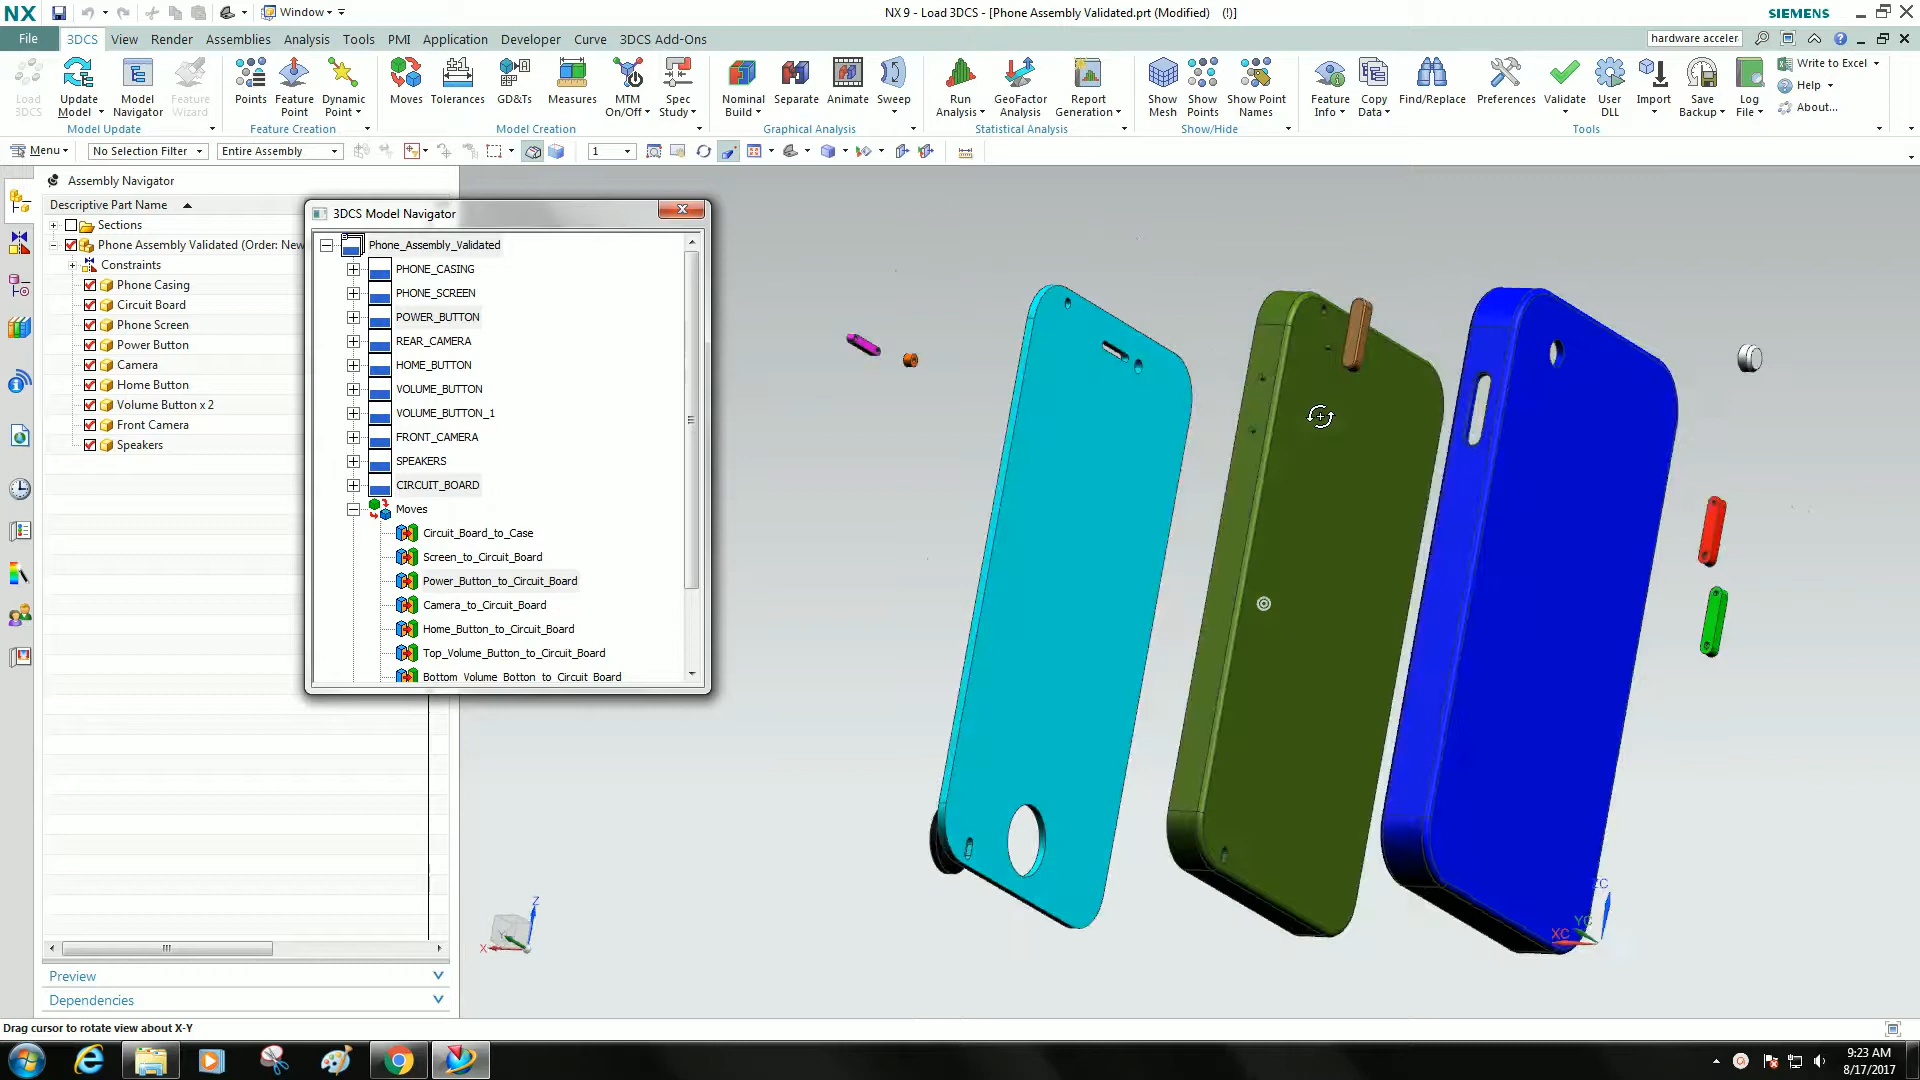 NX
Window
NX 9 - Load 3DCS - [Phone Assembly Validated.prt (Modified) (!)]
SIEMENS
File 3DCS View Render Assemblies Analysis Tools PMI Application Developer Curve 3DCS Add-Ons
hardware acceler
Load 3DCS
Update Model
Model Navigator
Feature Wizard
Model Update
Points
Feature Point
Dynamic Point
Feature Creation
Moves
Tolerances
GD&Ts
Measures
MTM On/Off
Spec Study
Model Creation
Nominal Build
Separate
Animate
Sweep
Graphical Analysis
Run Analysis
GeoFactor Analysis
Report Generation
Statistical Analysis
Show Mesh
Show Points
Show Point Names
Show/Hide
Feature Info
Copy Data
Find/Replace
Preferences
Validate
User DLL
Import
Save Backup
Log File
Write to Excel
Help
About...
Tools
Menu
No Selection Filter
Entire Assembly
1
Assembly Navigator
Descriptive Part Name
Sections
Phone Assembly Validated (Order: New
Constraints
Phone Casing
Circuit Board
Phone Screen
Power Button
Camera
Home Button
Volume Button x 2
Front Camera
Speakers
3DCS Model Navigator
Phone_Assembly_Validated
PHONE_CASING
PHONE_SCREEN
POWER_BUTTON
REAR_CAMERA
HOME_BUTTON
VOLUME_BUTTON
VOLUME_BUTTON_1
FRONT_CAMERA
SPEAKERS
CIRCUIT_BOARD
Moves
Circuit_Board_to_Case
Screen_to_Circuit_Board
Power_Button_to_Circuit_Board
Camera_to_Circuit_Board
Home_Button_to_Circuit_Board
Top_Volume_Button_to_Circuit_Board
Bottom_Volume_Botton_to_Circuit_Board
Z
Y
X
ZC
YC
XC
Preview
Dependencies
Drag cursor to rotate view about X-Y
9:23 AM
8/17/2017